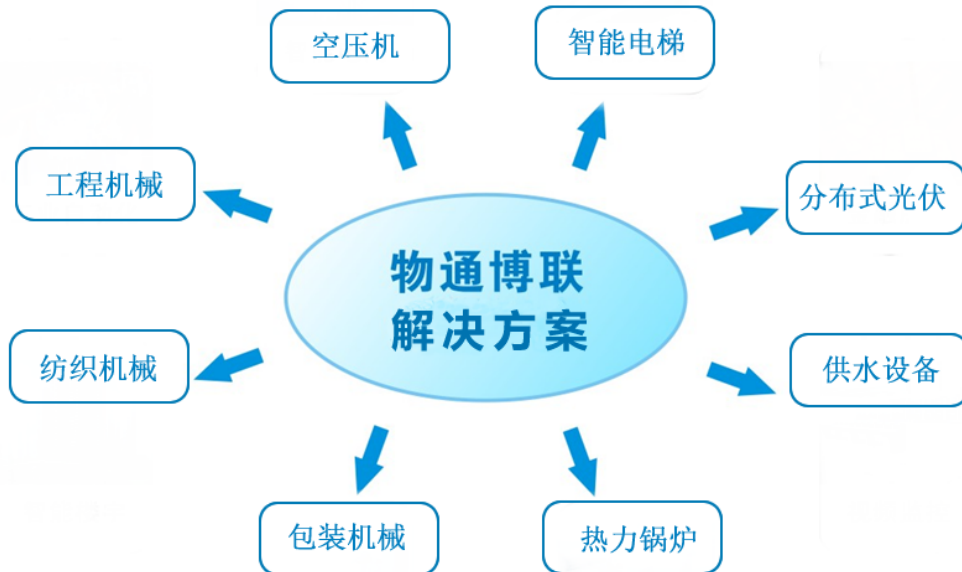 空压机
智能电梯
工程机械
分布式光伏
物通博联
解决方案
纺织机械
供水设备
包装机械
热力锅炉